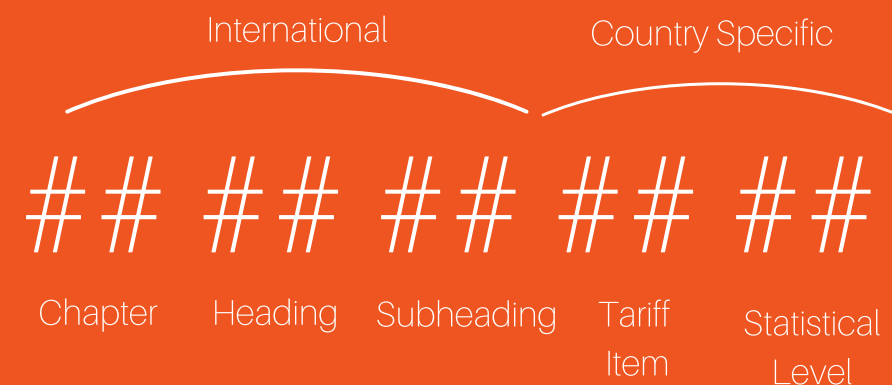 International
Country Specific
## ## ## ## ##
Chapter
Heading
Subheading
Tariff
Item
Statistical
Level